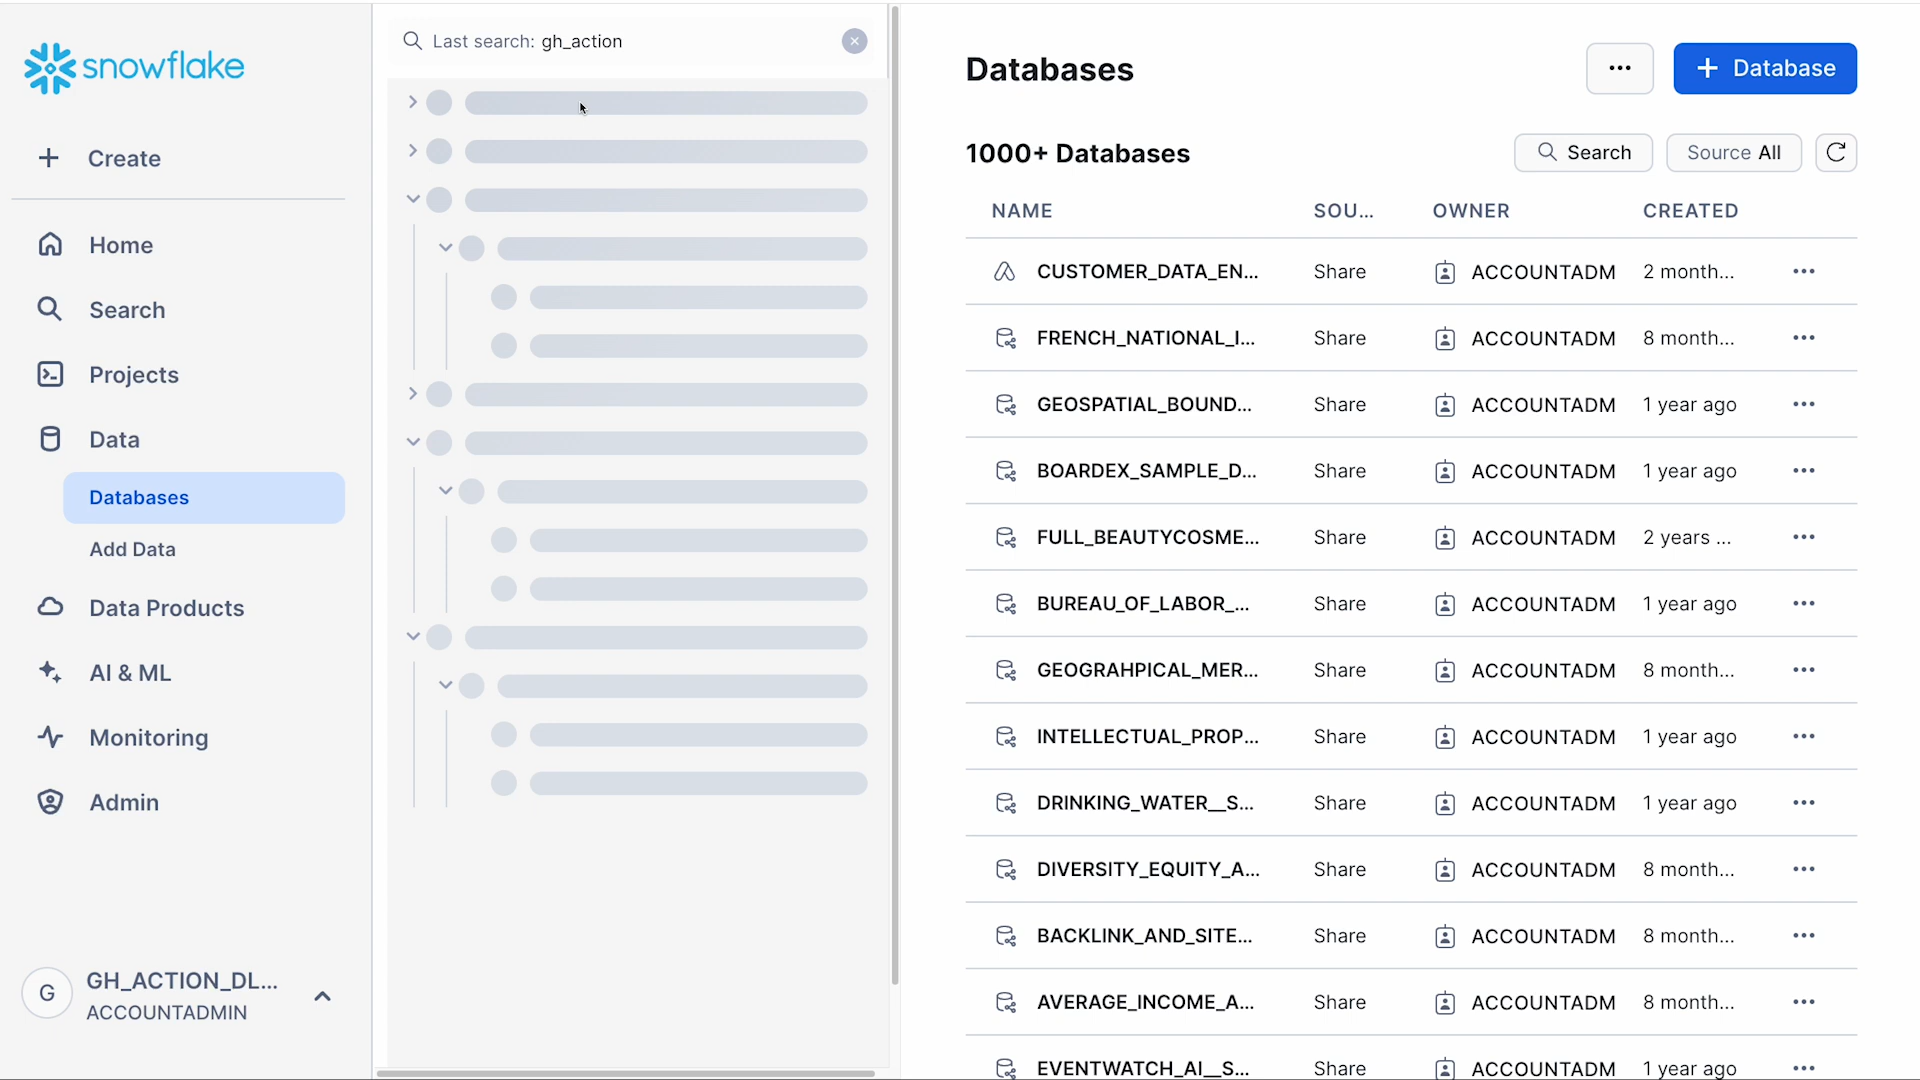 snowflake
Create
Home
Search
Projects
Data
Databases
Add Data
Data Products
AI & ML
Monitoring
Admin
G
GH_ACTION_DL...
ACCOUNTADMIN
Last search: gh_action
Databases
... + Database
1000+ Databases
Search
Source All
NAME SOU... OWNER CREATED
CUSTOMER_DATA_EN... Share ACCOUNTADM 2 month...
FRENCH_NATIONAL_I... Share ACCOUNTADM 8 month...
GEOSPATIAL_BOUND... Share ACCOUNTADM 1 year ago
BOARDEX_SAMPLE_D... Share ACCOUNTADM 1 year ago
FULL_BEAUTYCOSME... Share ACCOUNTADM 2 years ...
BUREAU_OF_LABOR_... Share ACCOUNTADM 1 year ago
GEOGRAHPICAL_MER... Share ACCOUNTADM 8 month...
INTELLECTUAL_PROP... Share ACCOUNTADM 1 year ago
DRINKING_WATER__S... Share ACCOUNTADM 1 year ago
DIVERSITY_EQUITY_A... Share ACCOUNTADM 8 month...
BACKLINK_AND_SITE... Share ACCOUNTADM 8 month...
AVERAGE_INCOME_A... Share ACCOUNTADM 8 month...
EVENTWATCH_AI__S... Share ACCOUNTADM 1 year ago